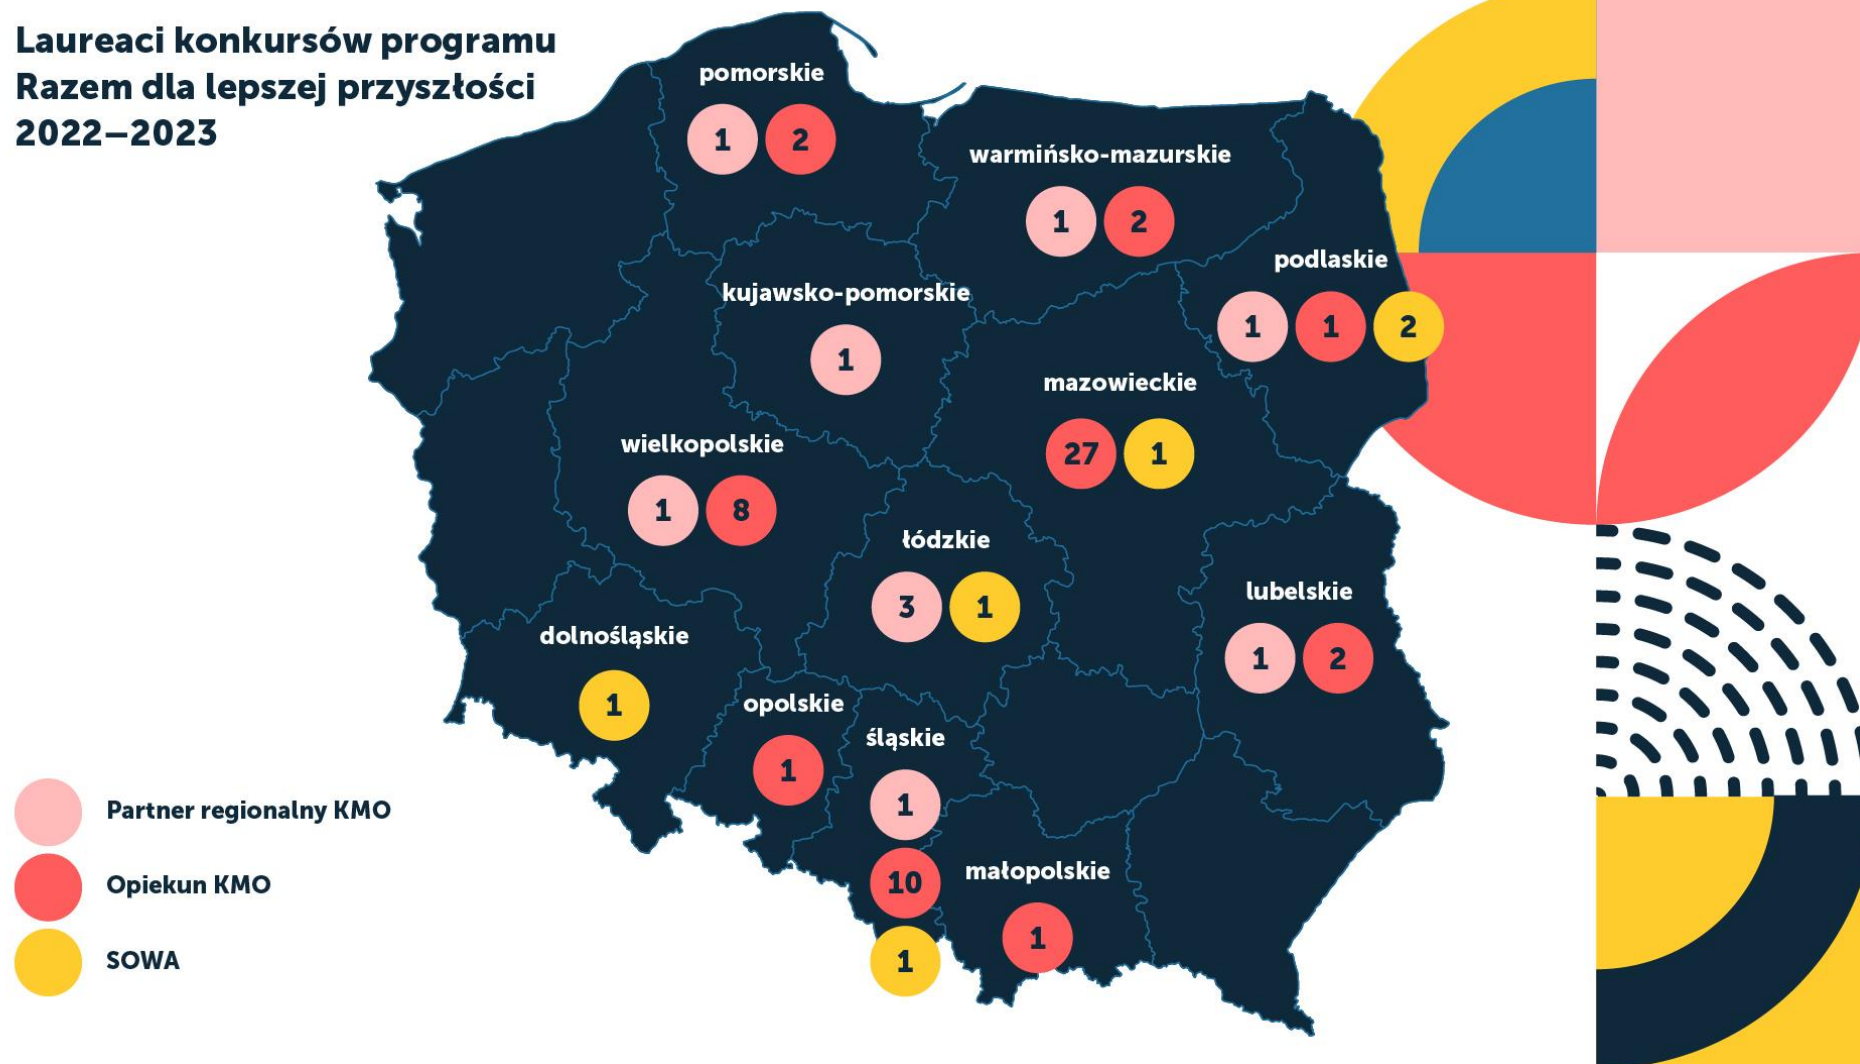 Laureaci konkursów programu
Razem dla lepszej przyszłości
2022–2023
pomorskie
1 2
warmińsko-mazurskie
1 2
podlaskie
1 1 2
kujawsko-pomorskie
1
mazowieckie
27 1
wielkopolskie
1 8
łódzkie
3 1
lubelskie
1 2
dolnośląskie
1
opolskie
1
śląskie
1
10
1
małopolskie
1
Partner regionalny KMO
Opiekun KMO
SOWA